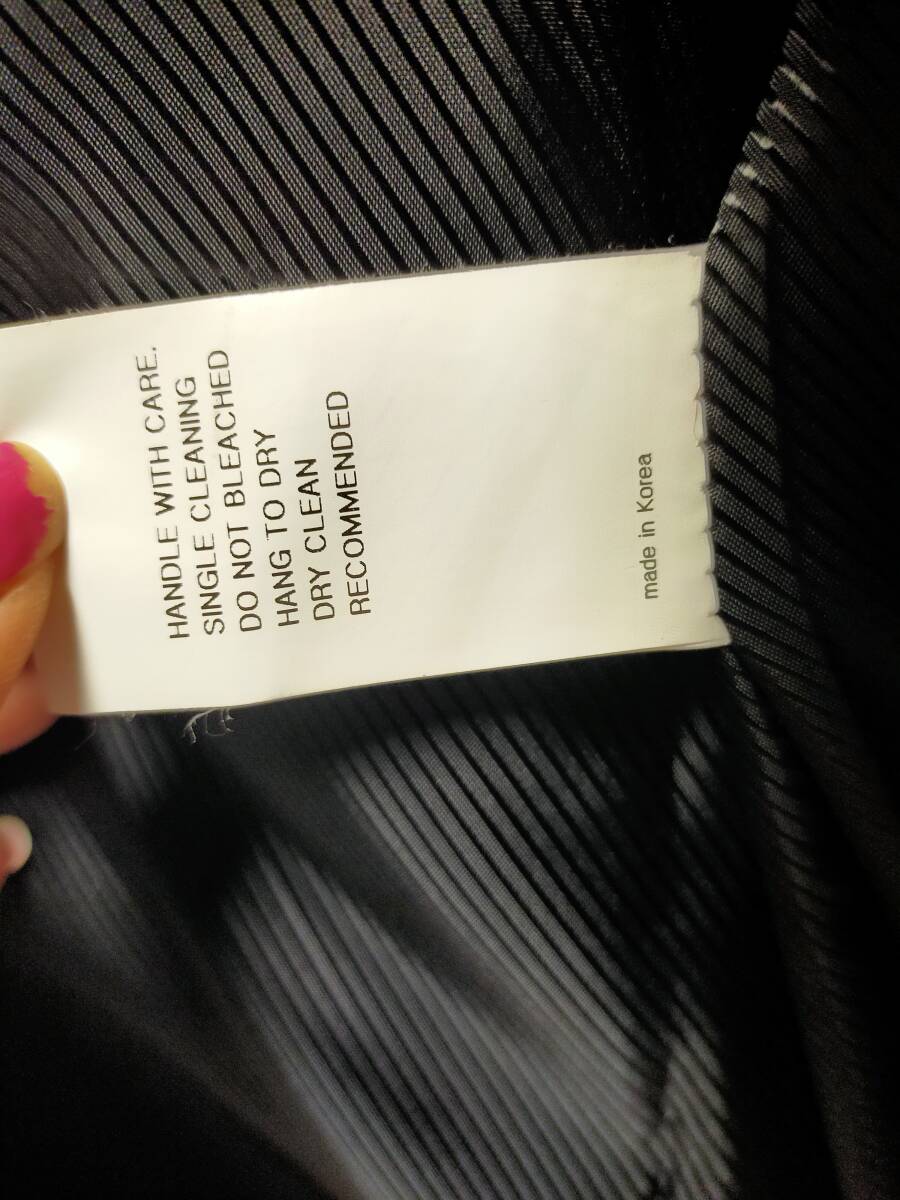 HANDLE WITH CARE.
SINGLE CLEANING
DO NOT BLEACHED
HANG TO DRY
DRY CLEAN
RECOMMENDED
made in Korea